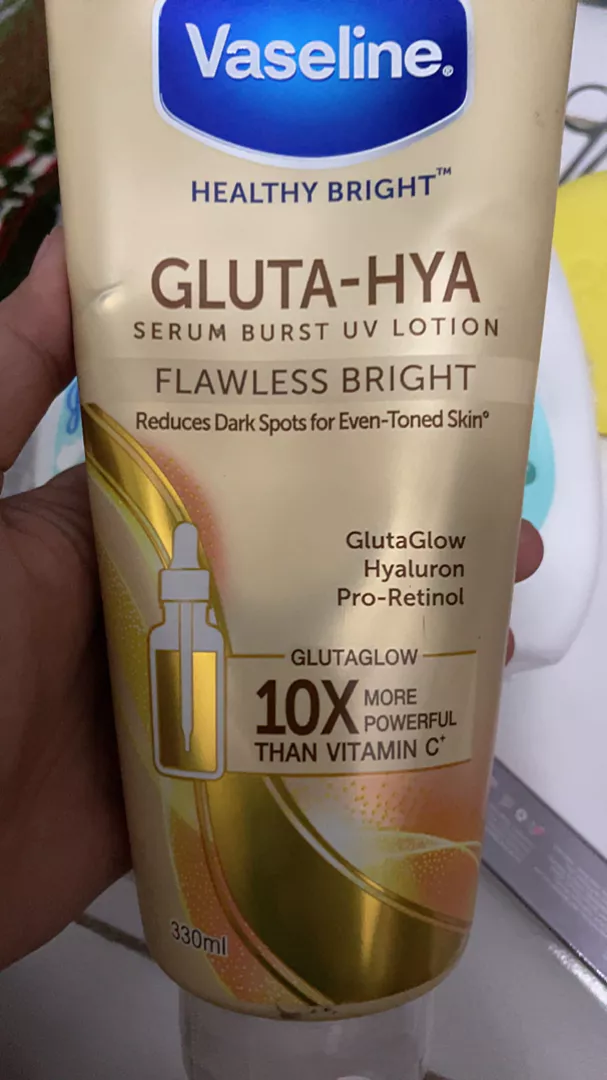 Vaseline®
HEALTHY BRIGHT™
GLUTA-HYA
SERUM BURST UV LOTION
FLAWLESS BRIGHT
Reduces Dark Spots for Even-Toned Skin°
GlutaGlow
Hyaluron
Pro-Retinol
GLUTAGLOW
10X MORE
POWERFUL
THAN VITAMIN C⁺
330ml